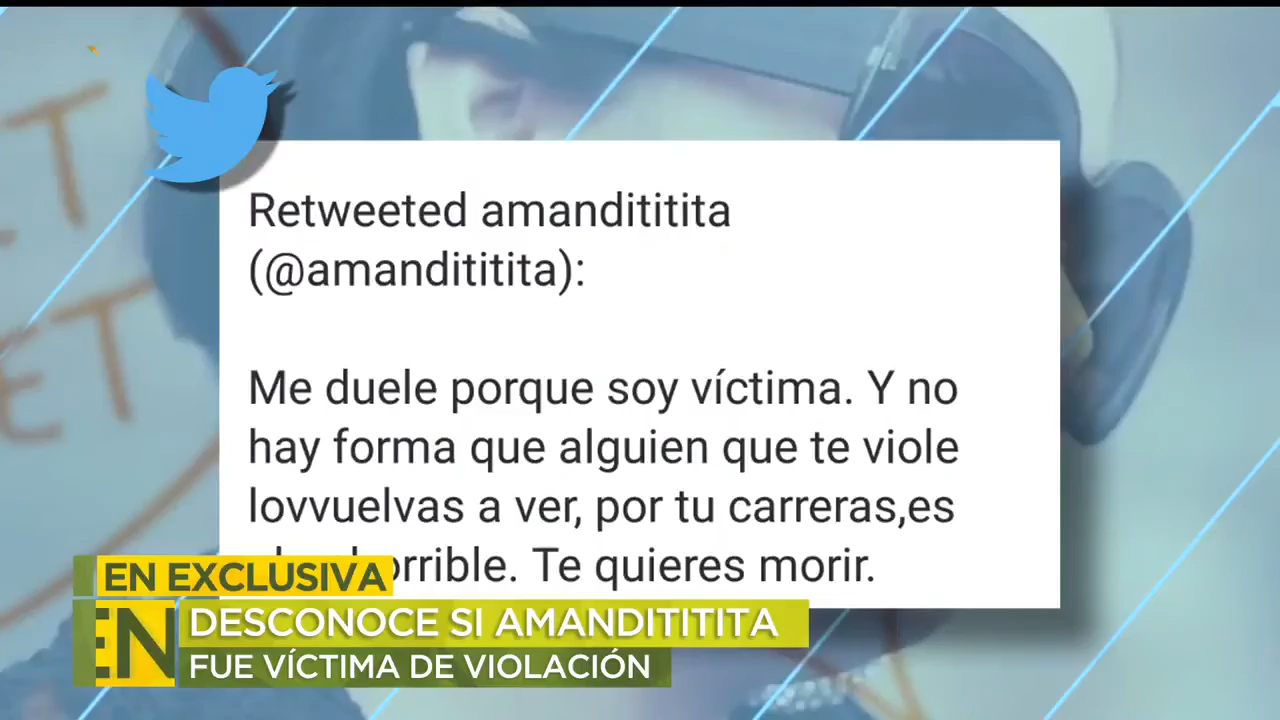 Retweeted amandititita
(@amandititita):
Me duele porque soy víctima. Y no
hay forma que alguien que te viole
lovvuelvas a ver, por tu carreras,es
orrible. Te quieres morir.
EN EXCLUSIVA
EN DESCONOCE SI AMANDITITITA
FUE VÍCTIMA DE VIOLACIÓN
ET